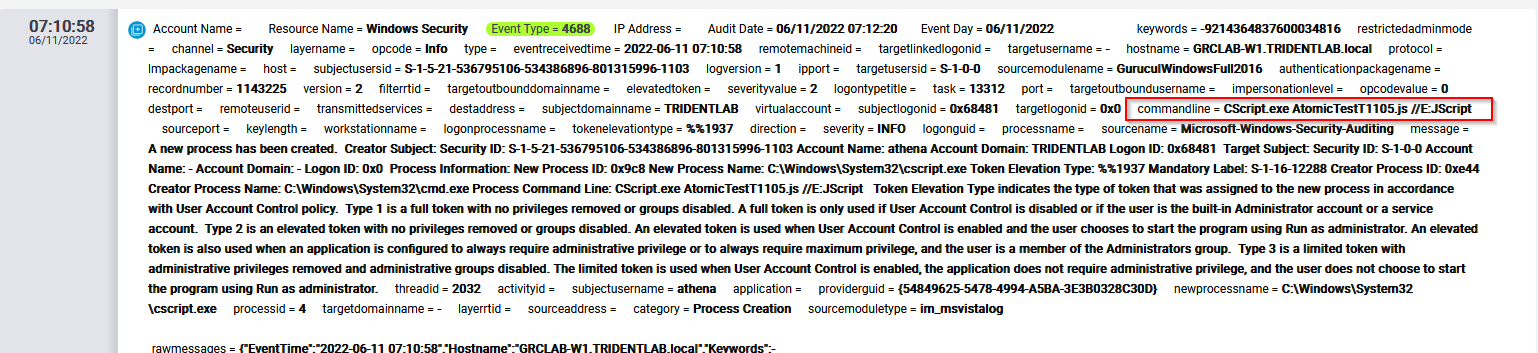 07:10:58 Account Name = Resource Name = Windows Security Event Type = 4688 IP Address = Audit Date = 06/11/2022 07:12:20 Event Day = 06/11/2022 keywords = -9214364837600034816 restrictedadminmode
06/11/2022
= channel = Security layername = opcode = Info type = eventreceivedtime = 2022-06-11 07:10:58 remotemachineid = targetlinkedlogonid = targetusername = - hostname = GRCLAB-W1.TRIDENTLAB.local protocol =
lmpackagename = host = subjectusersid = S-1-5-21-536795106-534386896-801315996-1103 logversion = 1 ipport = targetusersid = S-1-0-0 sourcemodulename = GuruculWindowsFull2016 authenticationpackagename =
recordnumber = 1143225 version = 2 filterrtid = targetoutbounddomainname = elevatedtoken = severityvalue = 2 logontypetitle = task = 13312 port = targetoutboundusername = impersonationlevel = opcodevalue = 0
destport = remoteuserid = transmittedservices = destaddress = subjectdomainname = TRIDENTLAB virtualaccount = subjectlogonid = 0x68481 targetlogonid = 0x0 commandline = CScript.exe AtomicTestT1105.js //E:JScript
sourceport = keylength = workstationname = logonprocessname = tokenelevationtype = %%1937 direction = severity = INFO logonguid = processname = sourcename = Microsoft-Windows-Security-Auditing message =
A new process has been created. Creator Subject: Security ID: S-1-5-21-536795106-534386896-801315996-1103 Account Name: athena Account Domain: TRIDENTLAB Logon ID: 0x68481 Target Subject: Security ID: S-1-0-0 Account
Name: - Account Domain: - Logon ID: 0x0 Process Information: New Process ID: 0x9c8 New Process Name: C:\Windows\System32\cscript.exe Token Elevation Type: %%1937 Mandatory Label: S-1-16-12288 Creator Process ID: 0xe44
Creator Process Name: C:\Windows\System32\cmd.exe Process Command Line: CScript.exe AtomicTestT1105.js //E:JScript Token Elevation Type indicates the type of token that was assigned to the new process in accordance
with User Account Control policy. Type 1 is a full token with no privileges removed or groups disabled. A full token is only used if User Account Control is disabled or if the user is the built-in Administrator account or a service
account. Type 2 is an elevated token with no privileges removed or groups disabled. An elevated token is used when User Account Control is enabled and the user chooses to start the program using Run as administrator. An elevated
token is also used when an application is configured to always require administrative privilege or to always require maximum privilege, and the user is a member of the Administrators group. Type 3 is a limited token with
administrative privileges removed and administrative groups disabled. The limited token is used when User Account Control is enabled, the application does not require administrative privilege, and the user does not choose to start
the program using Run as administrator. threadid = 2032 activityid = subjectusername = athena application = providerguid = {54849625-5478-4994-A5BA-3E3B0328C30D} newprocessname = C:\Windows\System32
\cscript.exe processid = 4 targetdomainname = - layerrtid = sourceaddress = category = Process Creation sourcemoduletype = im_msvistalog
rawmessages = {"EventTime":"2022-06-11 07:10:58","Hostname":"GRCLAB-W1.TRIDENTLAB.local","Keywords":-